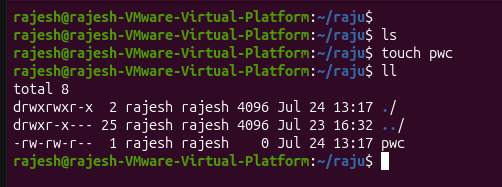 rajesh@rajesh-VMware-Virtual-Platform:~/raju$
rajesh@rajesh-VMware-Virtual-Platform:~/raju$ ls
rajesh@rajesh-VMware-Virtual-Platform:~/raju$ touch pwc
rajesh@rajesh-VMware-Virtual-Platform:~/raju$ ll
total 8
drwxrwxr-x  2 rajesh rajesh 4096 Jul 24 13:17 ./
drwxr-x--- 25 rajesh rajesh 4096 Jul 23 16:32 ../
-rw-rw-r--  1 rajesh rajesh    0 Jul 24 13:17 pwc
rajesh@rajesh-VMware-Virtual-Platform:~/raju$